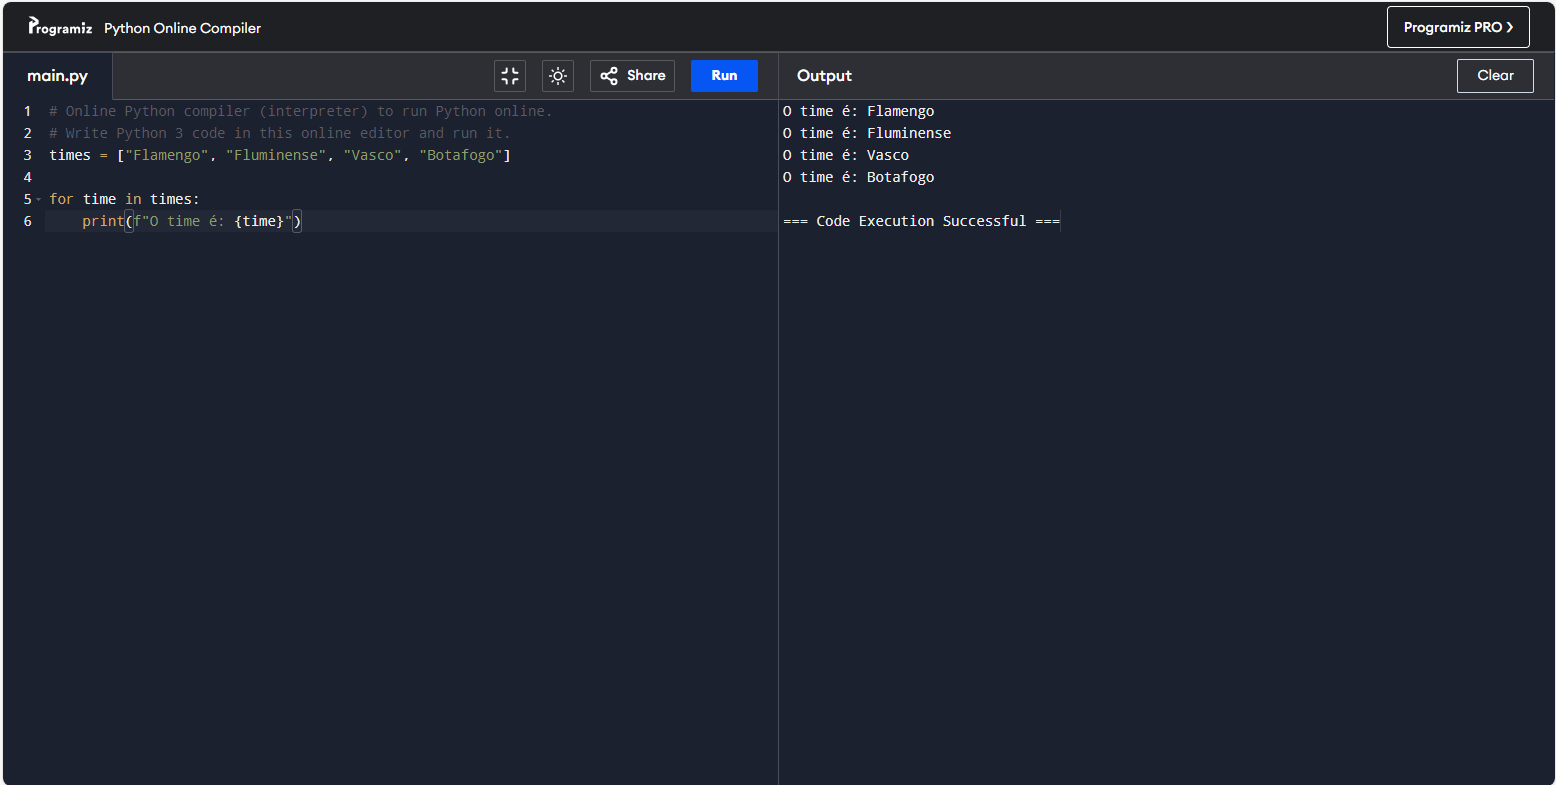 Programiz Python Online Compiler
Programiz PRO ›
main.py
Share
Run
Output
Clear
1 # Online Python compiler (interpreter) to run Python online.
2 # Write Python 3 code in this online editor and run it.
3 times = ["Flamengo", "Fluminense", "Vasco", "Botafogo"]
4
5 for time in times:
6     print(f"O time é: {time}")
O time é: Flamengo
O time é: Fluminense
O time é: Vasco
O time é: Botafogo
=== Code Execution Successful ===